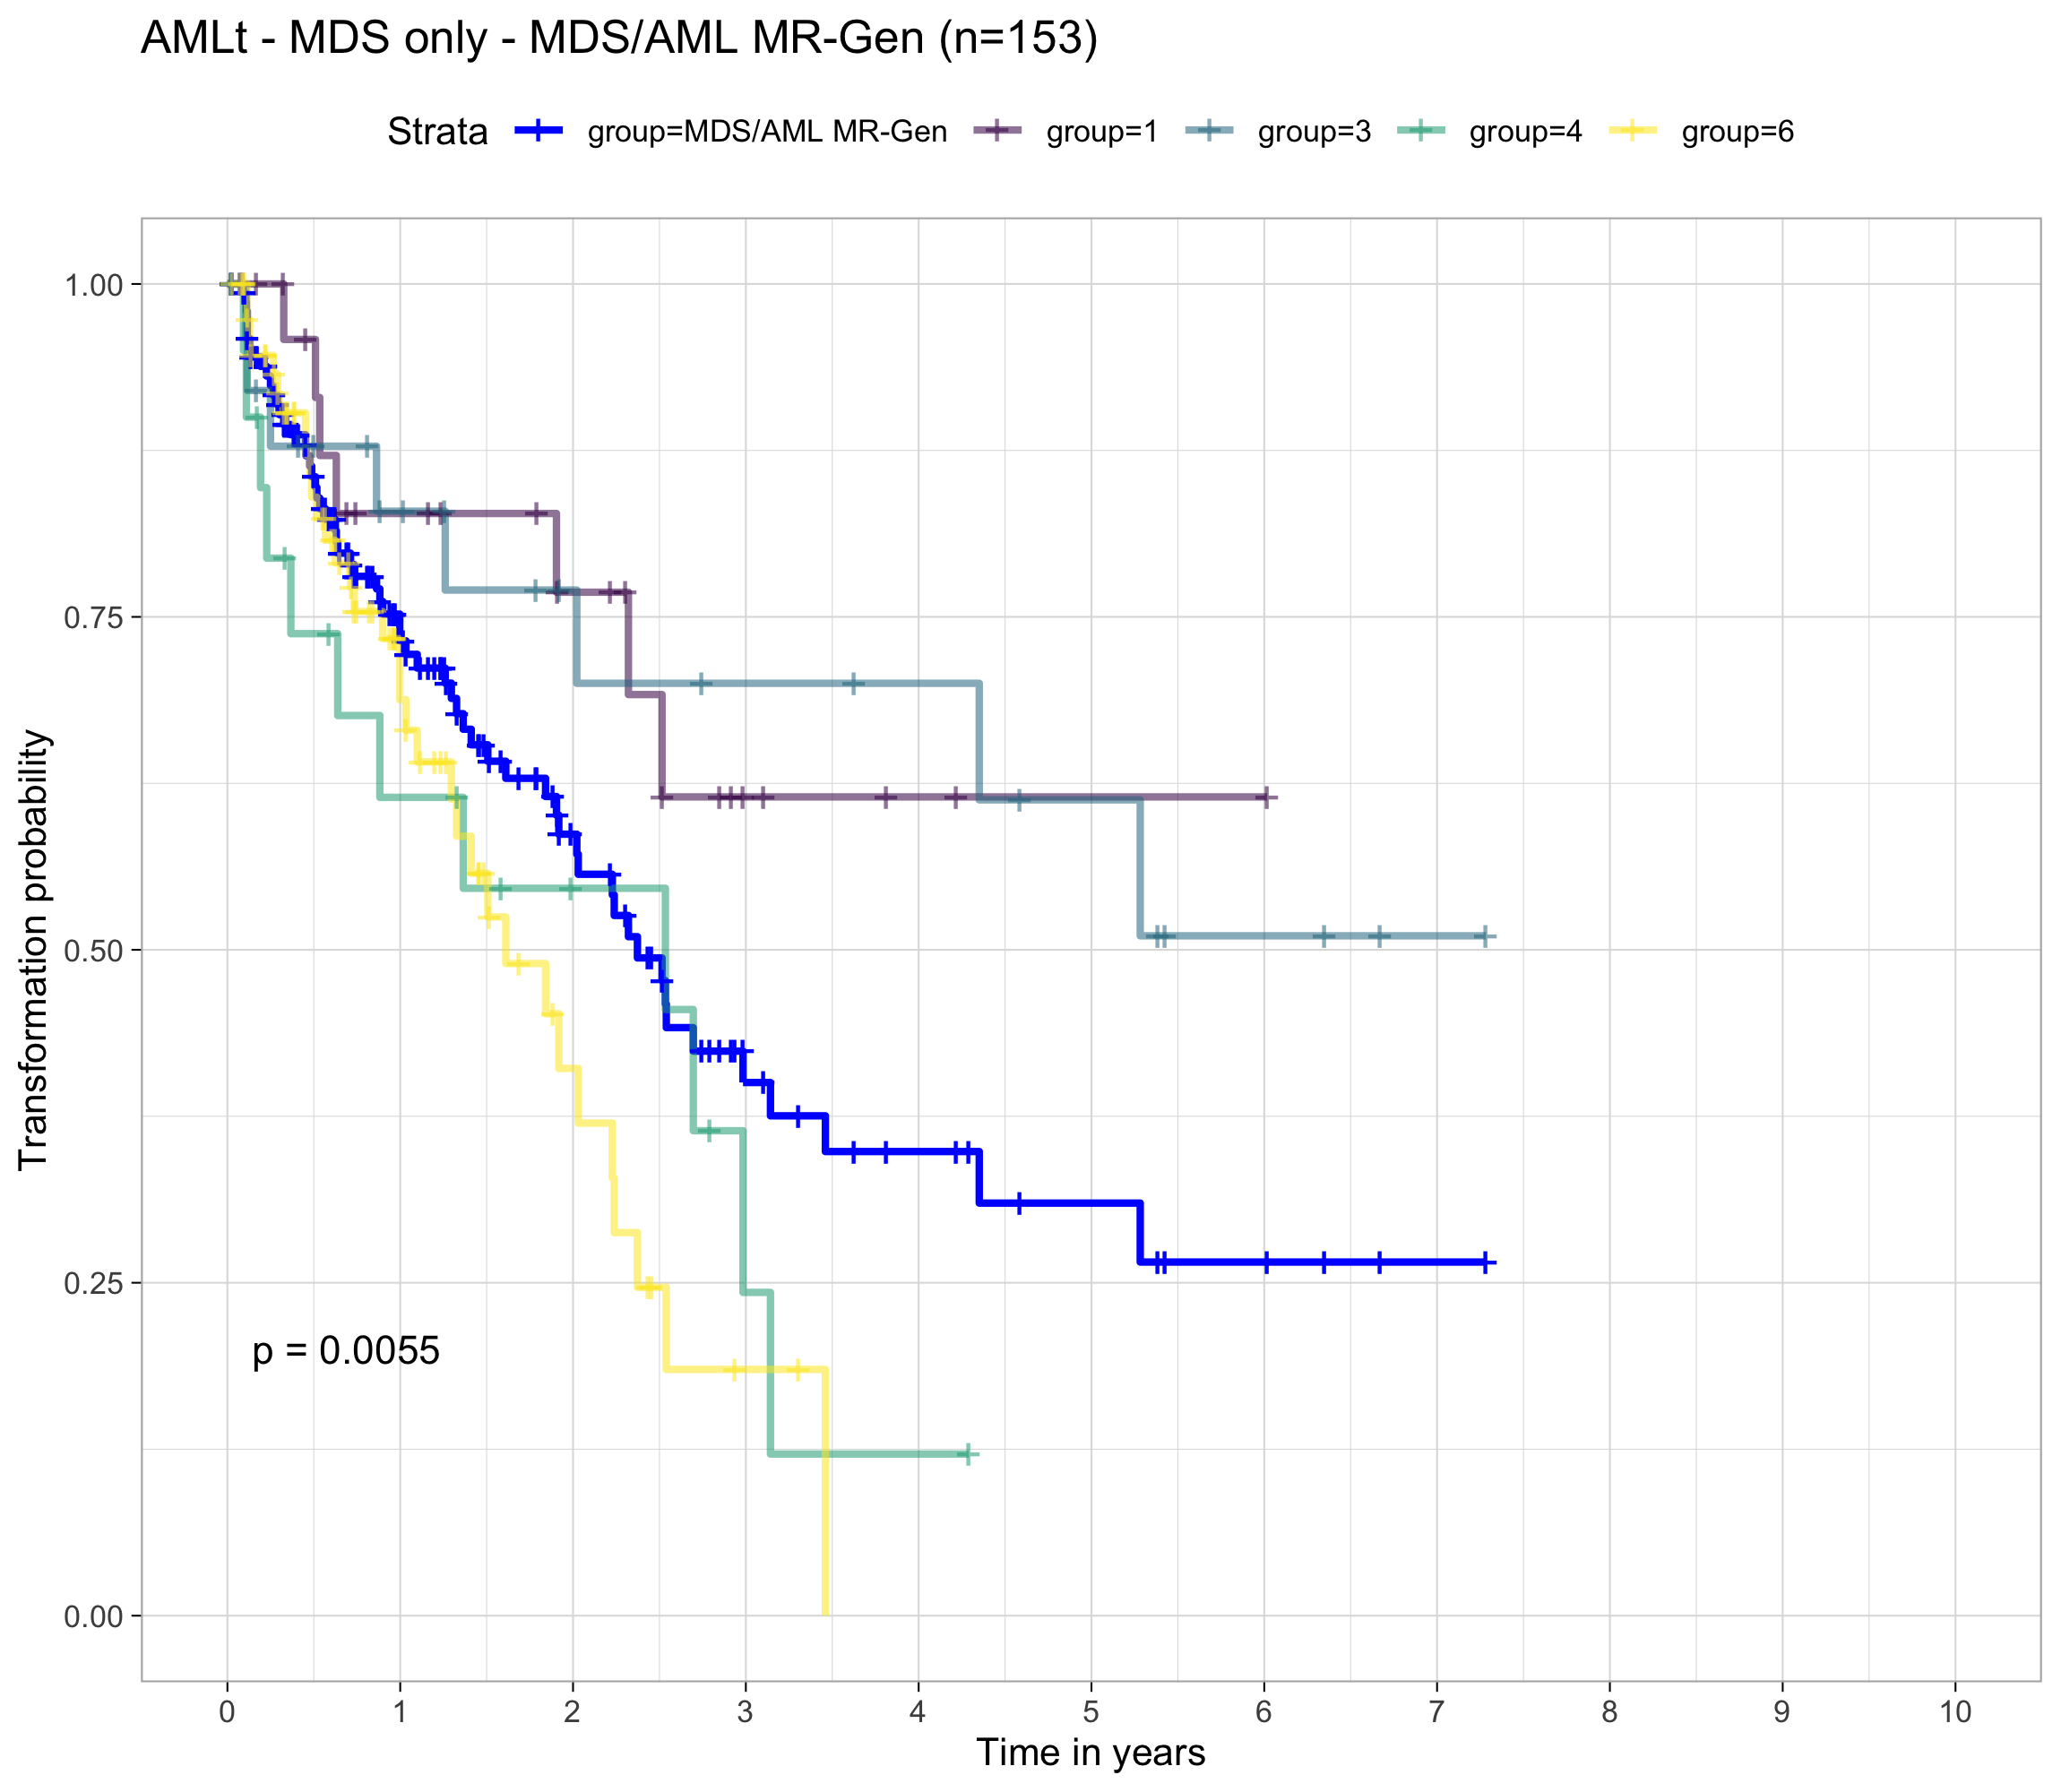 AMLt - MDS only - MDS/AML MR-Gen (n=153)
Strata group=MDS/AML MR-Gen group=1 group=3 group=4 group=6
Transformation probability
1.00
0.75
0.50
0.25
0.00
p = 0.0055
0 1 2 3 4 5 6 7 8 9 10
Time in years